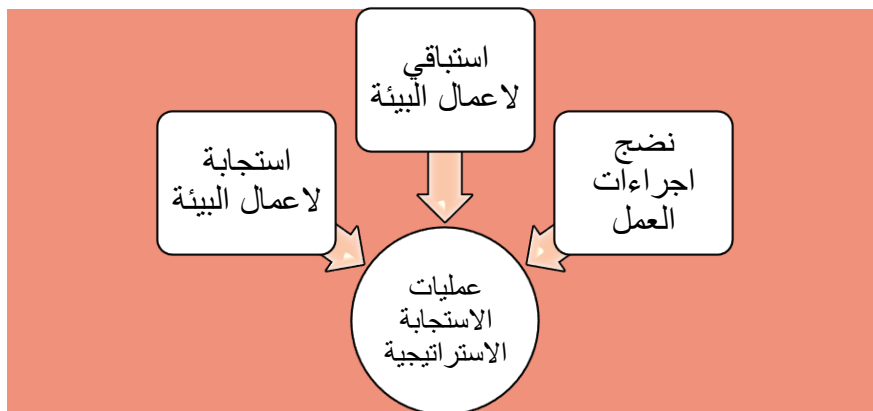 استباقي
لاعمال البيئة
نضج
اجراءات
العمل
استجابة
لاعمال البيئة
عمليات
الاستجابة
الاستراتيجية